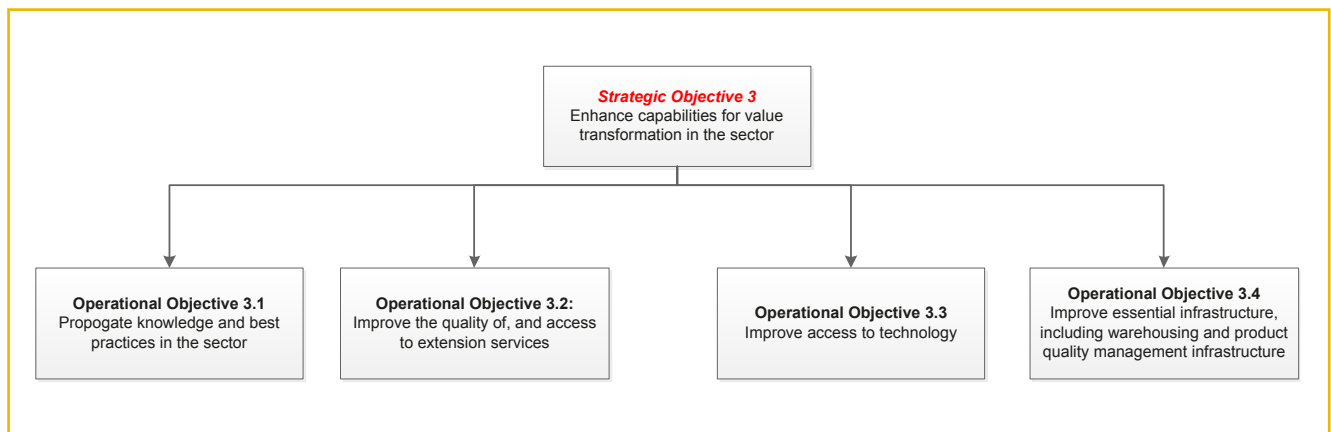 Strategic Objective 3
Enhance capabilities for value
transformation in the sector
Operational Objective 3.1
Propogate knowledge and best
practices in the sector
Operational Objective 3.2:
Improve the quality of, and access
to extension services
Operational Objective 3.3
Improve access to technology
Operational Objective 3.4
Improve essential infrastructure,
including warehousing and product
quality management infrastructure